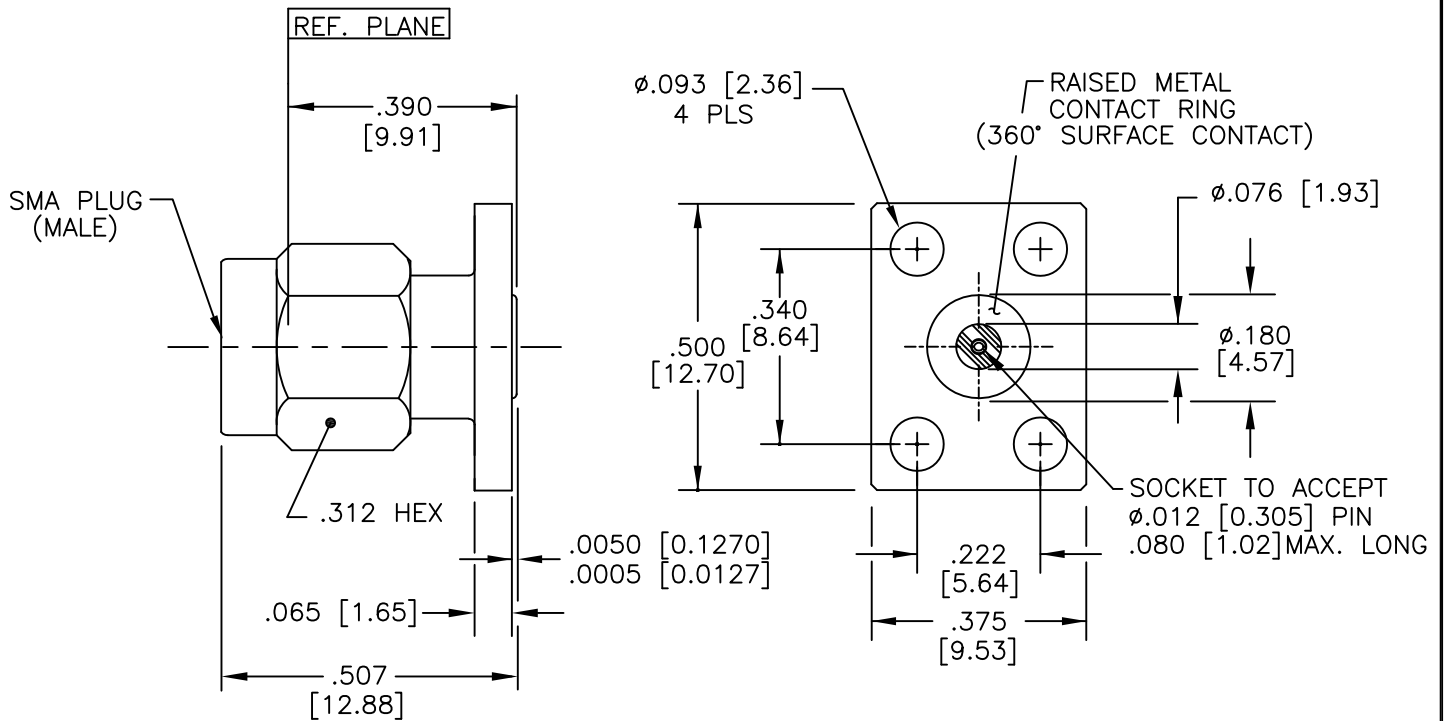 REF. PLANE
.390
[9.91]
SMA PLUG
(MALE)
.312 HEX
.0050 [0.1270]
.0005 [0.0127]
.065 [1.65]
.507
[12.88]
ø.093 [2.36]
4 PLS
RAISED METAL
CONTACT RING
(360° SURFACE CONTACT)
ø.076 [1.93]
.340
[8.64]
.500
[12.70]
ø.180
[4.57]
SOCKET TO ACCEPT
ø.012 [0.305] PIN
.080 [1.02]MAX. LONG
.222
[5.64]
.375
[9.53]